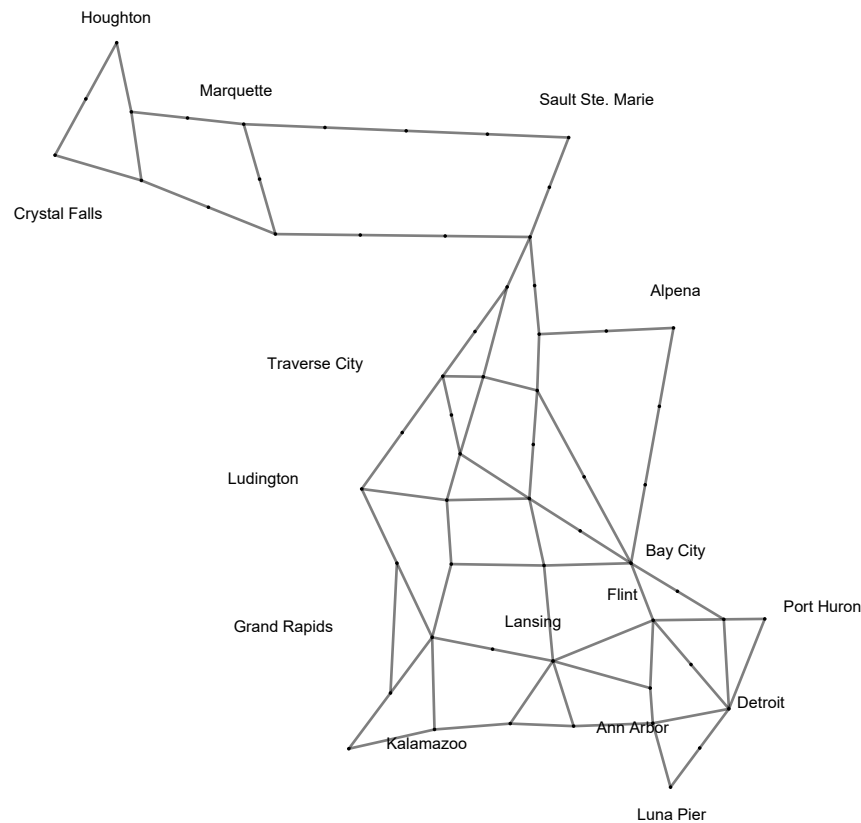 Houghton
Marquette
Sault Ste. Marie
Crystal Falls
Alpena
Traverse City
Ludington
Bay City
Flint
Port Huron
Grand Rapids
Lansing
Detroit
Ann Arbor
Kalamazoo
Luna Pier